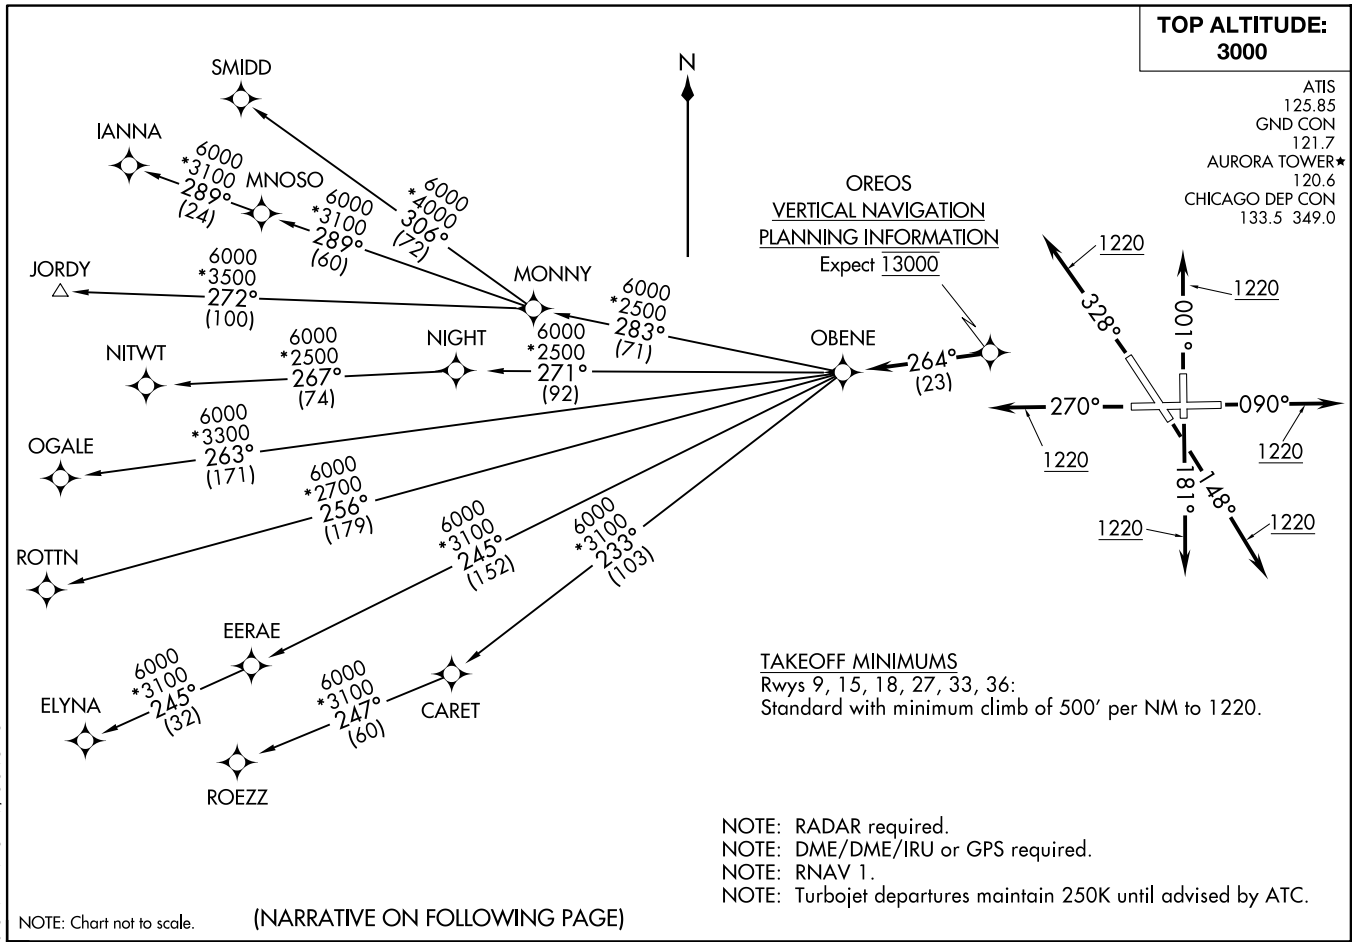 TOP ALTITUDE:
3000
ATIS
125.85
GND CON
121.7
AURORA TOWER★
120.6
CHICAGO DEP CON
133.5 349.0
N
SMIDD
IANNA
6000
*3100
289°
(24)
MNOSO
6000
*3100
289°
(60)
6000
*4000
306°
(72)
OREOS
VERTICAL NAVIGATION
PLANNING INFORMATION
Expect 13000
JORDY
6000
*3500
272°
(100)
MONNY
6000
*2500
283°
(71)
NITWT
6000
*2500
267°
(74)
NIGHT
6000
*2500
271°
(92)
OBENE
264°
(23)
OGALE
6000
*3300
263°
(171)
ROTTN
6000
*2700
256°
(179)
6000
*3100
245°
(152)
6000
*3100
233°
(103)
EERAE
ELYNA
6000
*3100
245°
(32)
CARET
6000
*3100
247°
(60)
ROEZZ
1220
328°
1220
001°
270°
1220
090°
1220
181°
1220
148°
1220
TAKEOFF MINIMUMS
Rwys 9, 15, 18, 27, 33, 36:
Standard with minimum climb of 500' per NM to 1220.
NOTE: RADAR required.
NOTE: DME/DME/IRU or GPS required.
NOTE: RNAV 1.
NOTE: Turbojet departures maintain 250K until advised by ATC.
NOTE: Chart not to scale.
(NARRATIVE ON FOLLOWING PAGE)